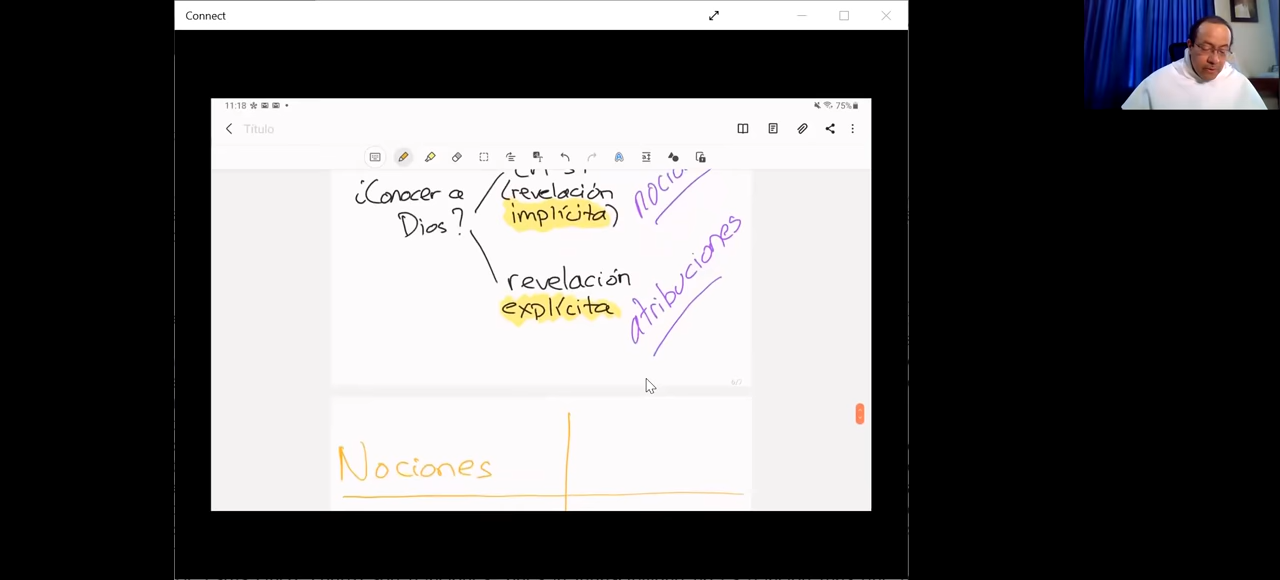 Connect
11:18
75%
Título
¿Conocer a
Dios?
(revelación
implícita)
revelación
explícita
atribuciones
Nociones